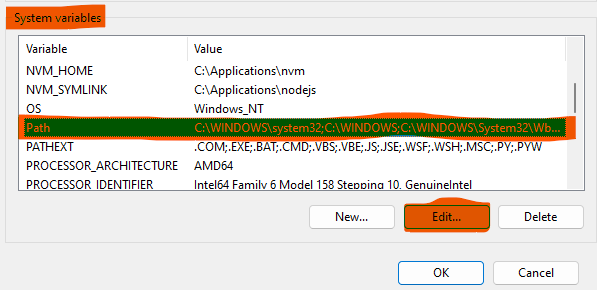 System variables
Variable Value
NVM_HOME C:\Applications\nvm
NVM_SYMLINK C:\Applications\nodejs
OS Windows_NT
Path C:\WINDOWS\system32;C:\WINDOWS;C:\WINDOWS\System32\Wb...
PATHEXT .COM;.EXE;.BAT;.CMD;.VBS;.VBE;.JS;.JSE;.WSF;.WSH;.MSC;.PY;.PYW
PROCESSOR_ARCHITECTURE AMD64
PROCESSOR_IDENTIFIER Intel64 Family 6 Model 158 Stepping 10, GenuineIntel
New... Edit... Delete
OK Cancel